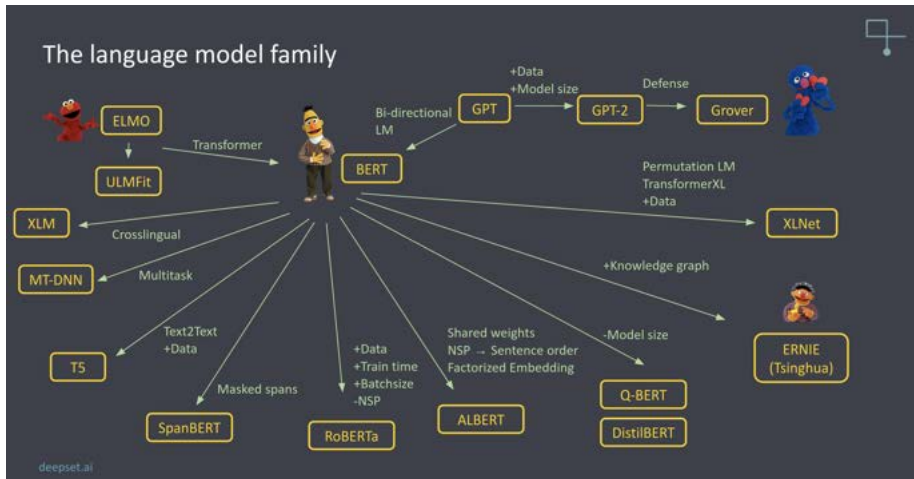 The language model family
ELMO
ULMFit
Transformer
Bi-directional
LM
BERT
GPT
+Data
+Model size
GPT-2
Defense
Grover
Permutation LM
TransformerXL
+Data
XLNet
XLM
Crosslingual
MT-DNN
Multitask
+Knowledge graph
ERNIE
(Tsinghua)
Text2Text
+Data
T5
Masked spans
SpanBERT
+Data
+Train time
+Batchsize
-NSP
RoBERTa
Shared weights
NSP → Sentence order
Factorized Embedding
ALBERT
-Model size
Q-BERT
DistilBERT
deepset.ai